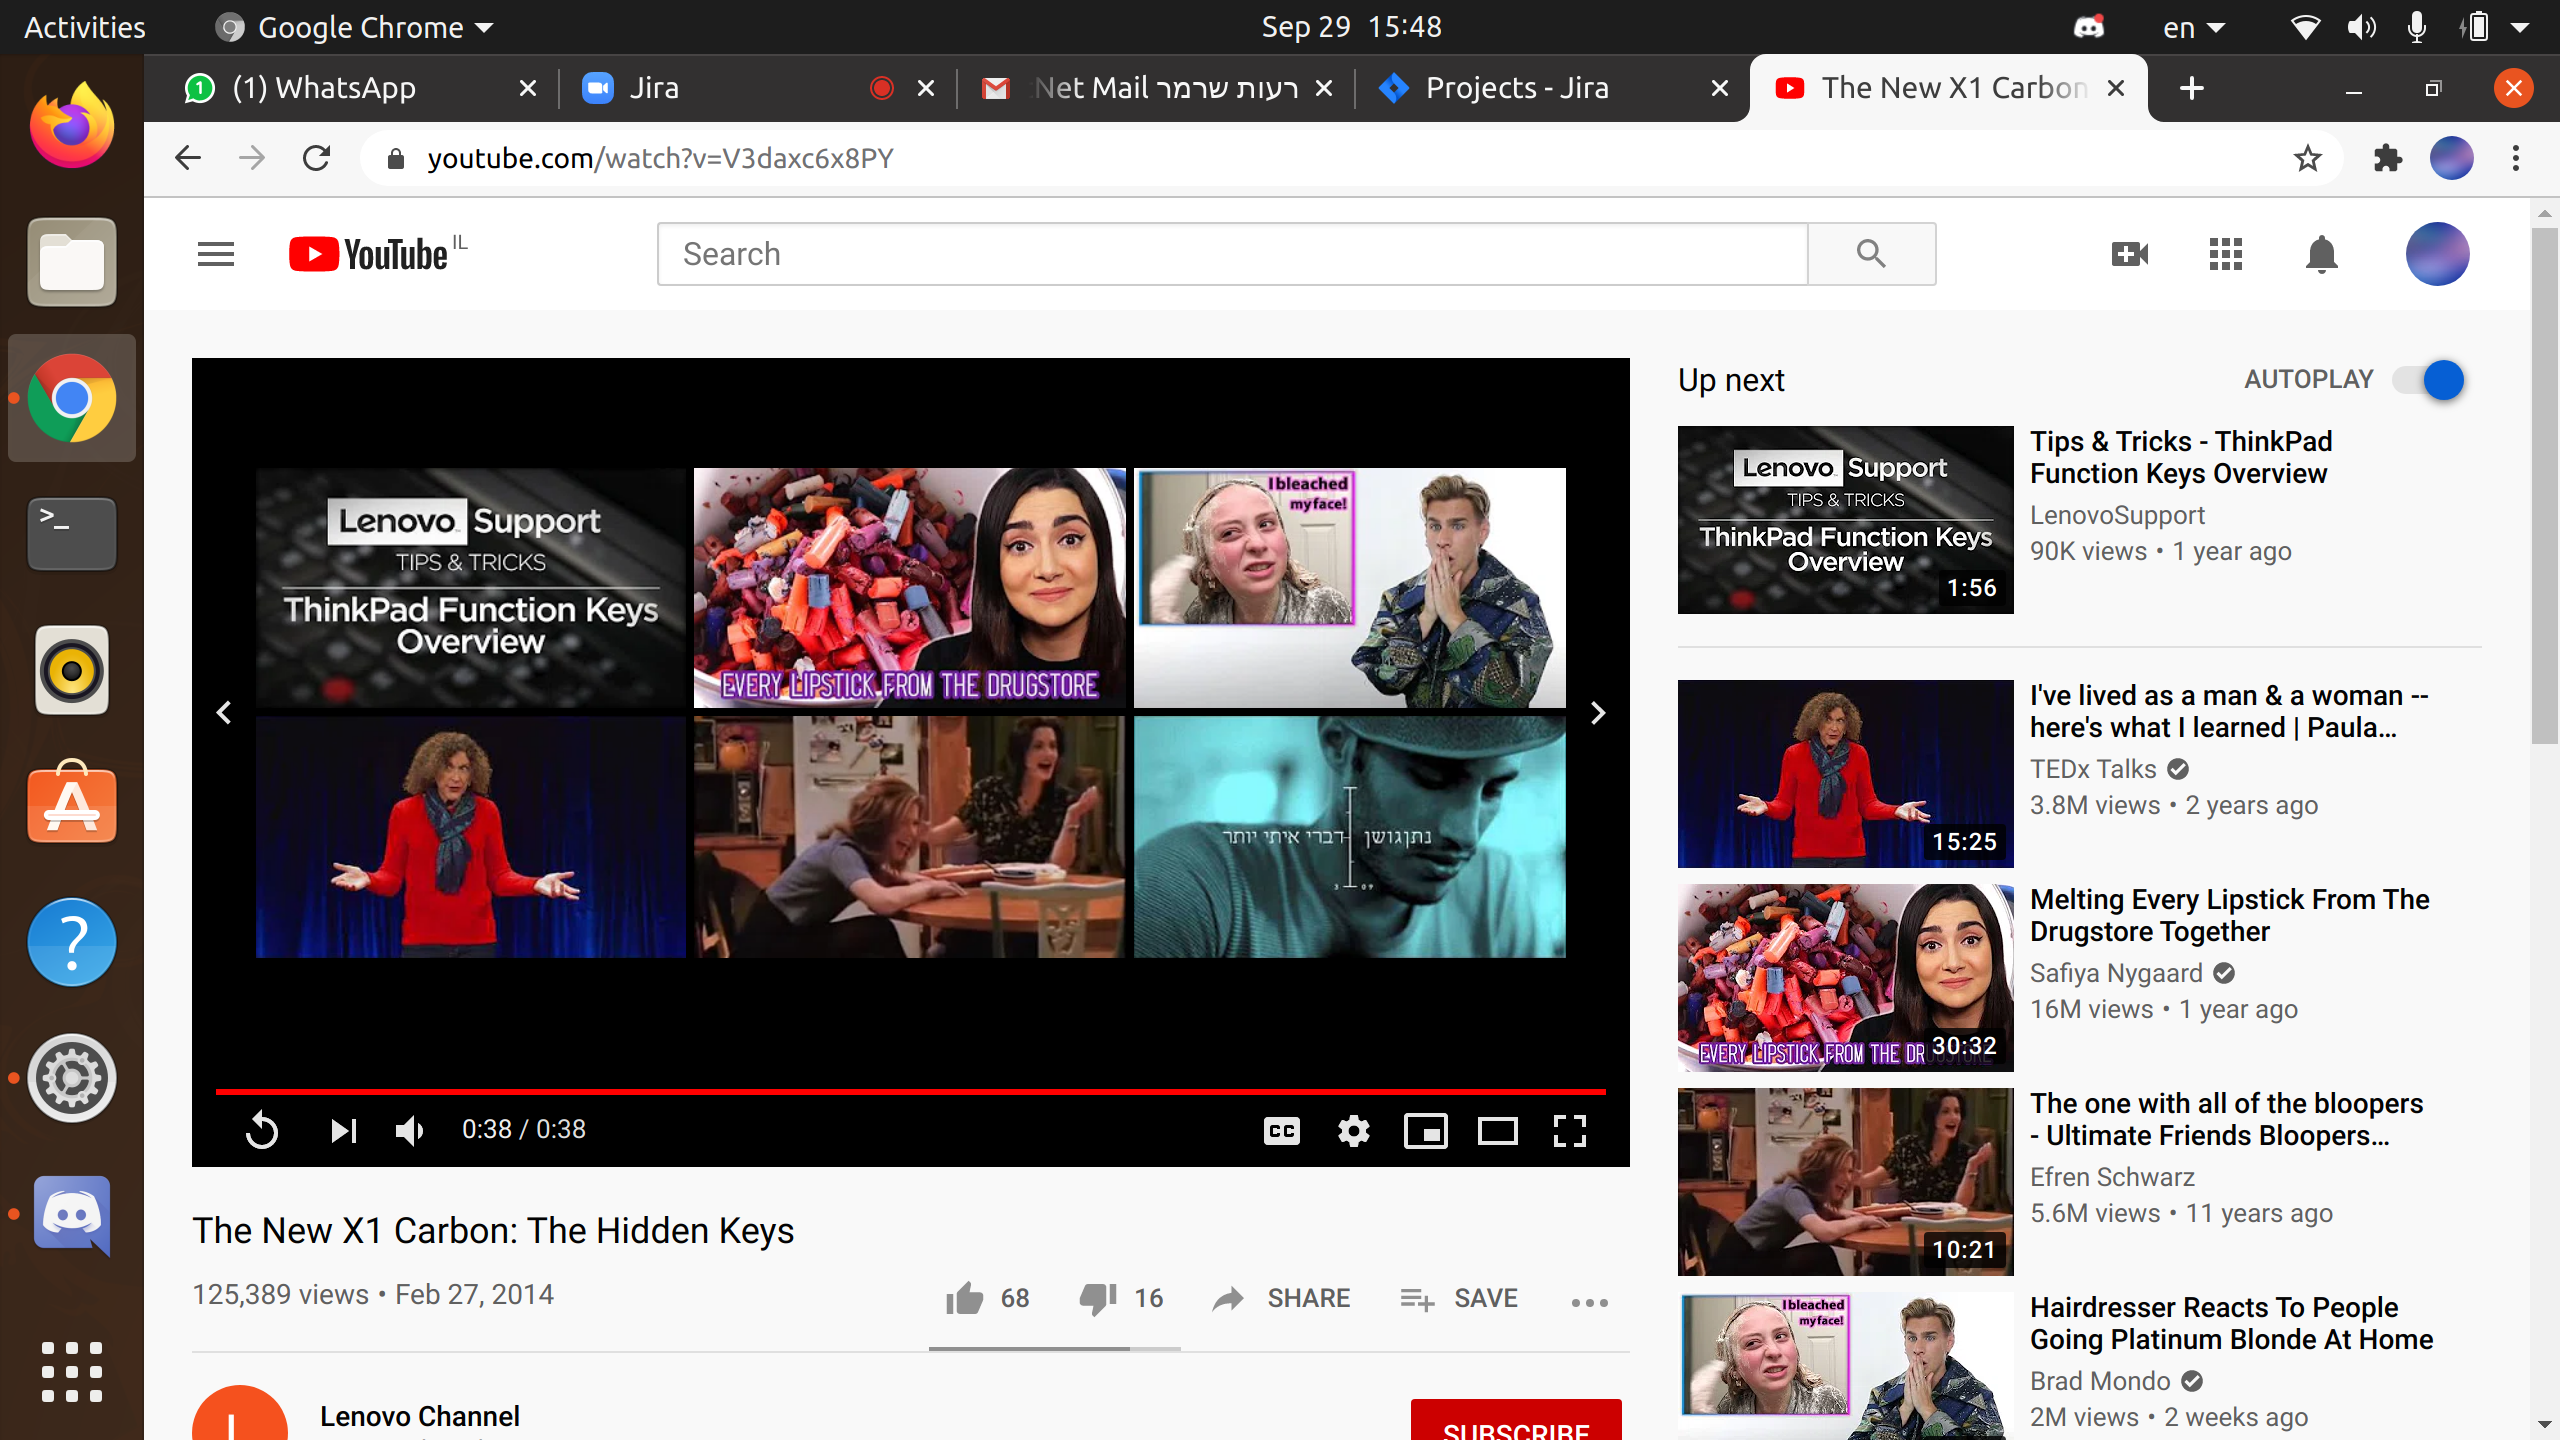 Activities
Google Chrome
Sep 29 15:48
en
(1) WhatsApp
Jira
Net Mail רעות שרמר
Projects - Jira
The New X1 Carbon
youtube.com/watch?v=V3daxc6x8PY
YouTube IL
Search
Lenovo Support
TIPS & TRICKS
ThinkPad Function Keys
Overview
EVERY LIPSTICK FROM THE DRUGSTORE
I bleached
my face!
נתןגושן דברי איתי יותר
3 09
0:38 / 0:38
CC
The New X1 Carbon: The Hidden Keys
125,389 views • Feb 27, 2014
68
16
SHARE
SAVE
L
Lenovo Channel
SUBSCRIBE
Up next
AUTOPLAY
Lenovo Support
TIPS & TRICKS
ThinkPad Function Keys
Overview
1:56
Tips & Tricks - ThinkPad
Function Keys Overview
LenovoSupport
90K views • 1 year ago
15:25
I've lived as a man & a woman --
here's what I learned | Paula...
TEDx Talks
3.8M views • 2 years ago
EVERY LIPSTICK FROM THE DR
30:32
Melting Every Lipstick From The
Drugstore Together
Safiya Nygaard
16M views • 1 year ago
10:21
The one with all of the bloopers
- Ultimate Friends Bloopers...
Efren Schwarz
5.6M views • 11 years ago
I bleached
my face!
Hairdresser Reacts To People
Going Platinum Blonde At Home
Brad Mondo
2M views • 2 weeks ago